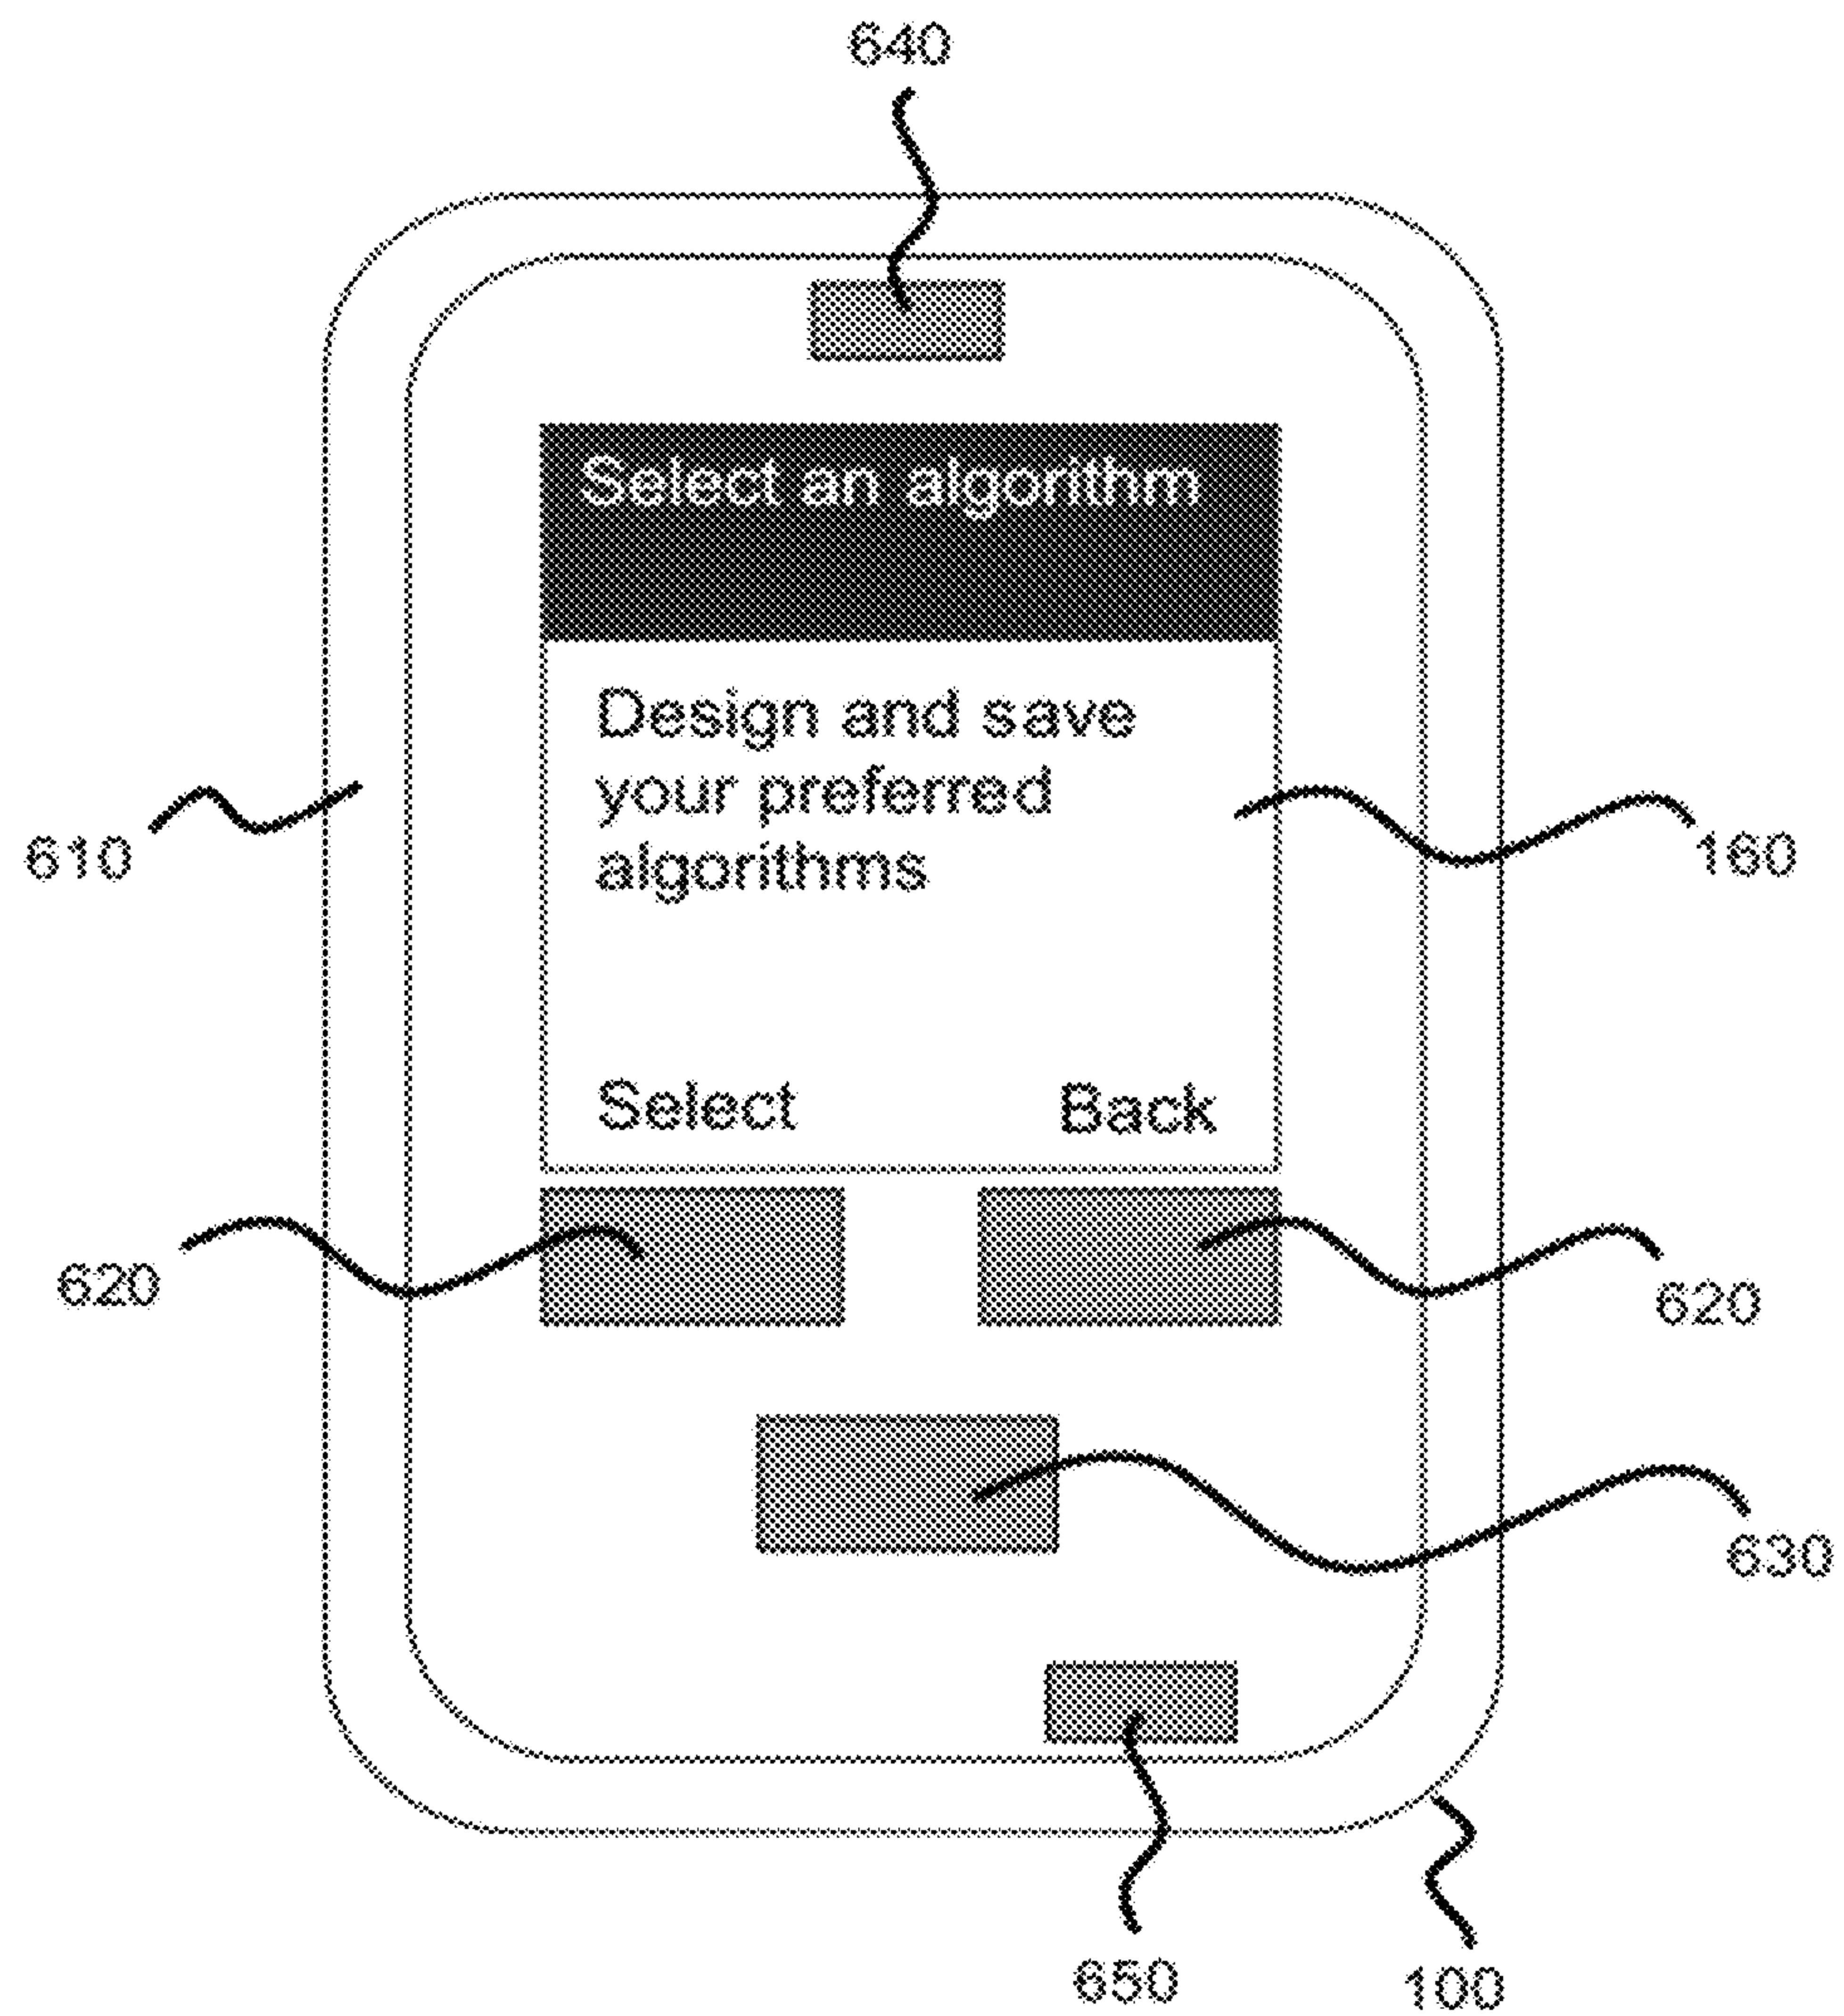 640
Select an algorithm
Design and save
your preferred
algorithms
610
160
Select Back
620
620
630
650
100